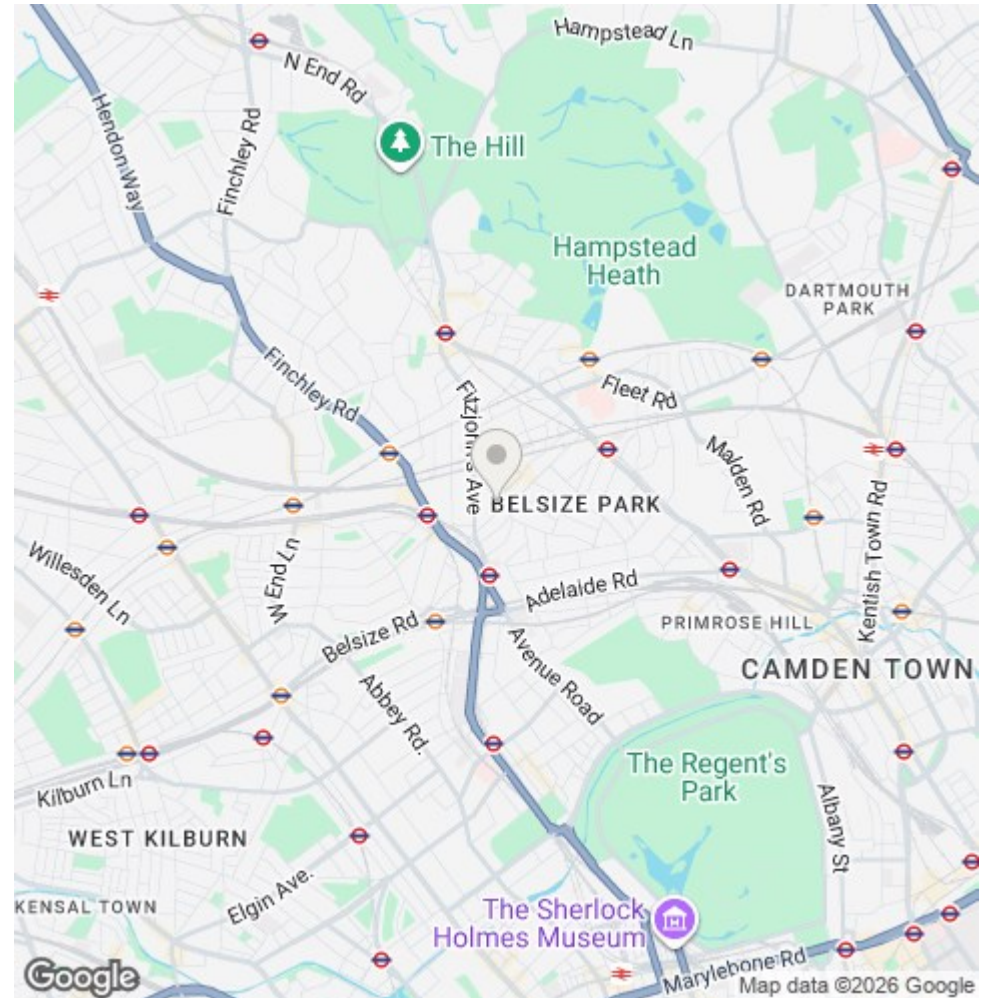 Hampstead Ln
N End Rd
Hendon Way
Finchley Rd
The Hill
Hampstead
Heath
DARTMOUTH
PARK
Finchley Rd
Fitzjohn's Ave
Fleet Rd
Malden Rd
BELSIZE PARK
Kentish Town Rd
Willesden Ln
W End Ln
Adelaide Rd
Belsize Rd
PRIMROSE HILL
Avenue Road
CAMDEN TOWN
Abbey Rd.
The Regent's
Park
Kilburn Ln
Albany St
WEST KILBURN
Elgin Ave.
KENSAL TOWN
The Sherlock
Holmes Museum
Marylebone Rd
Google
Map data ©2026 Google